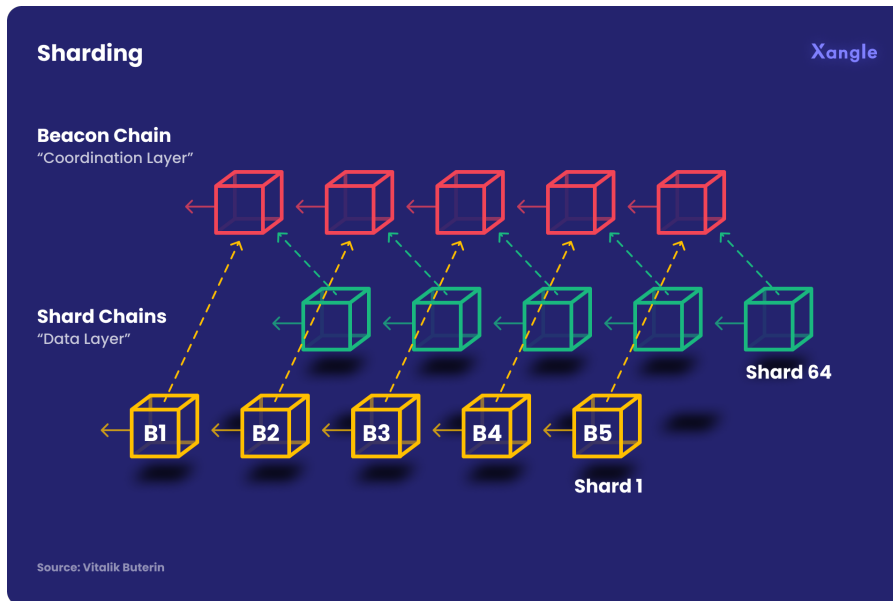 Sharding
Xangle
Beacon Chain
“Coordination Layer”
Shard Chains
“Data Layer”
Shard 64
B1 B2 B3 B4 B5
Shard 1
Source: Vitalik Buterin